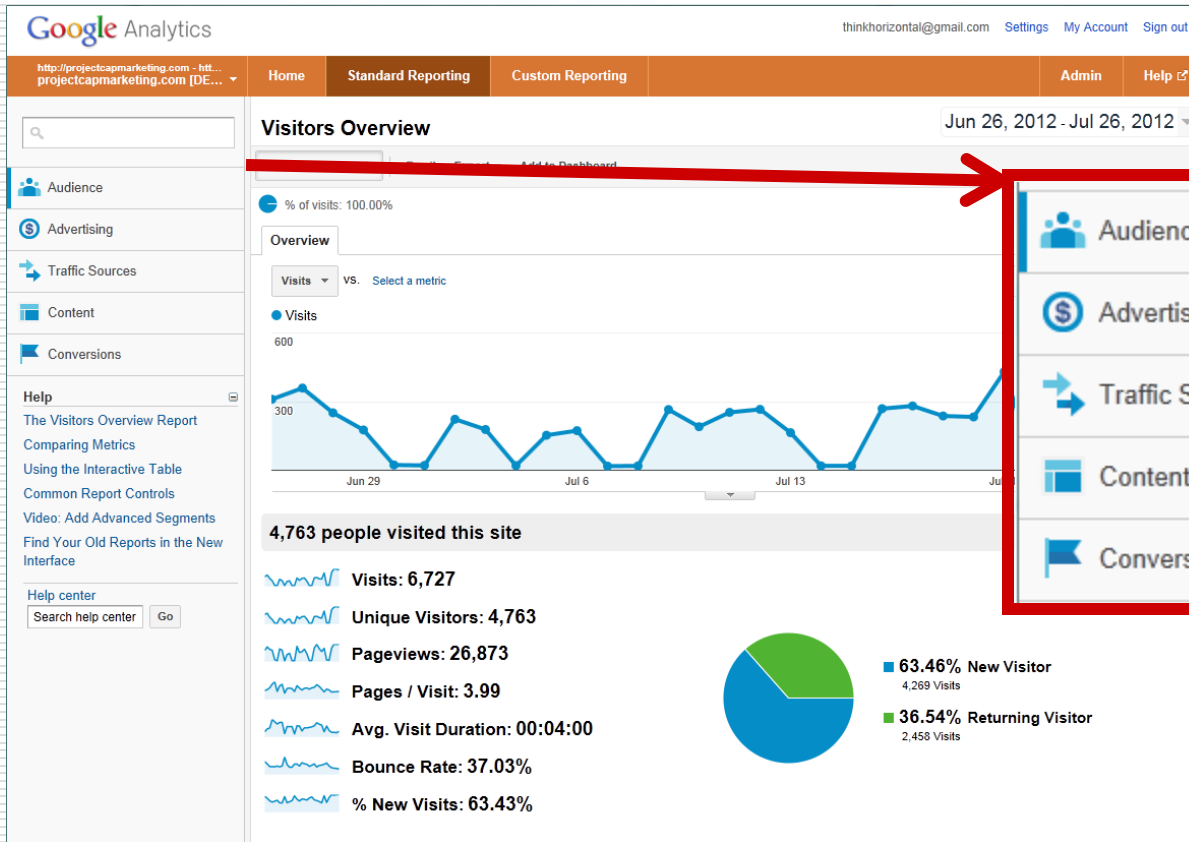 Google Analytics
thinkhorizontal@gmail.com Settings My Account Sign out
http://projectcapmarketing.com - htt...
projectcapmarketing.com [DE...
Home Standard Reporting Custom Reporting Admin Help
Visitors Overview
Jun 26, 2012 - Jul 26, 2012
Add to Dashboard
Audience
Advertising
Traffic Sources
Content
Conversions
Help
The Visitors Overview Report
Comparing Metrics
Using the Interactive Table
Common Report Controls
Video: Add Advanced Segments
Find Your Old Reports in the New
Interface
Help center
Search help center Go
% of visits: 100.00%
Overview
Visits VS. Select a metric
Visits
600
300
Jun 29 Jul 6 Jul 13
4,763 people visited this site
Visits: 6,727
Unique Visitors: 4,763
Pageviews: 26,873
Pages / Visit: 3.99
Avg. Visit Duration: 00:04:00
Bounce Rate: 37.03%
% New Visits: 63.43%
63.46% New Visitor
4,269 Visits
36.54% Returning Visitor
2,458 Visits
Audienc
Advertis
Traffic S
Content
Convers